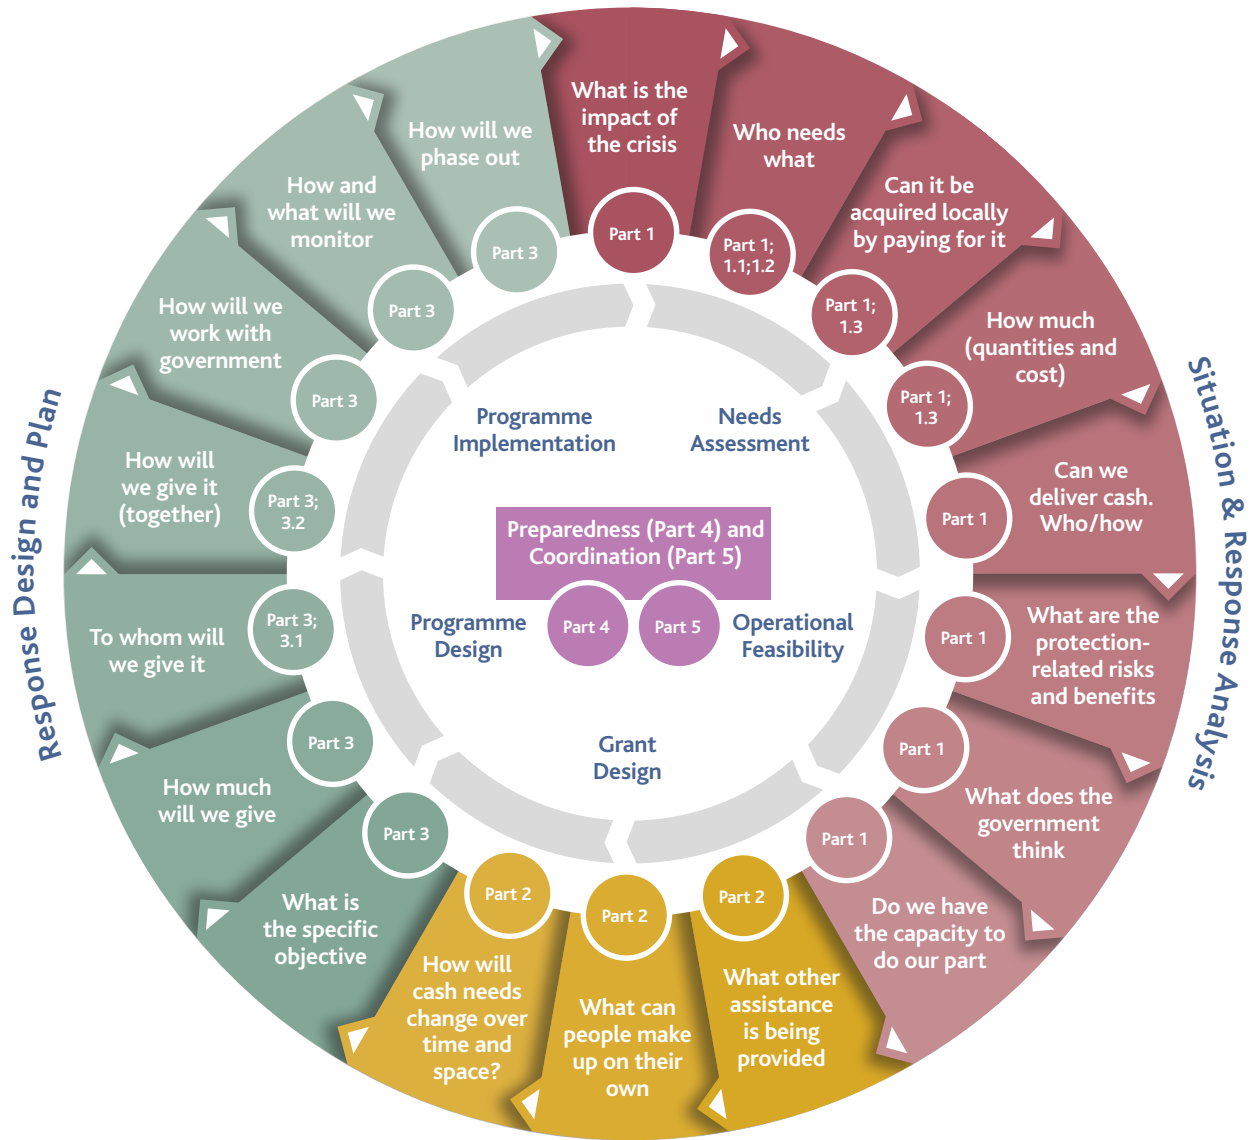 What is the
impact of
the crisis
Part 1
Who needs
what
Part 1;
1.1;1.2
Can it be
acquired locally
by paying for it
Part 1;
1.3
How much
(quantities and
cost)
Part 1;
1.3
Can we
deliver cash.
Who/how
Part 1
What are the
protection-
related risks
and benefits
Part 1
What does the
government
think
Part 1
Do we have
the capacity to
do our part
Part 1
What other
assistance
is being
provided
Part 2
What can
people make
up on their
own
Part 2
How will
cash needs
change over
time and
space?
Part 2
What is
the specific
objective
Part 3
How much
will we give
Part 3
To whom will
we give it
Part 3;
3.1
How will
we give it
(together)
Part 3;
3.2
How will we
work with
government
Part 3
How and
what will we
monitor
Part 3
How will we
phase out
Part 3
Situation & Response Analysis
Response Design and Plan
Programme
Implementation
Needs
Assessment
Preparedness (Part 4) and
Coordination (Part 5)
Part 4
Part 5
Programme
Design
Operational
Feasibility
Grant
Design